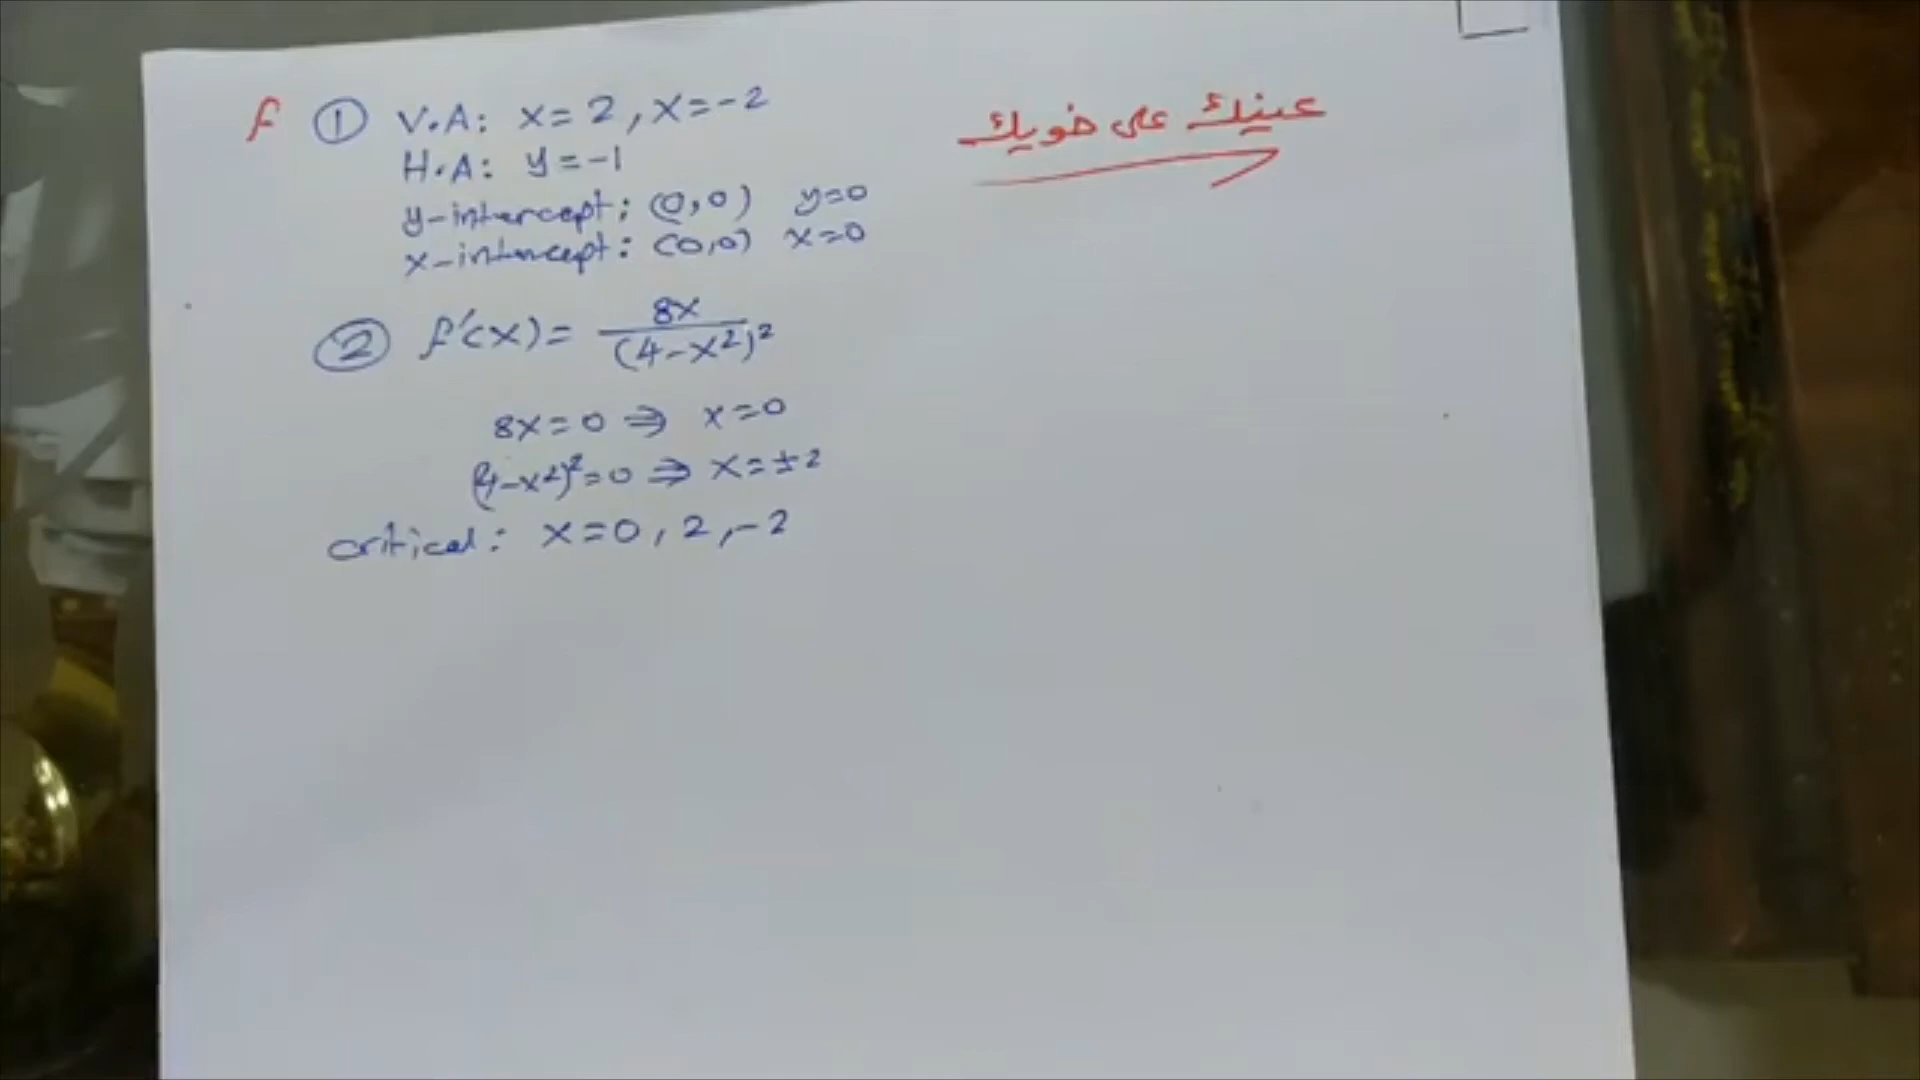 f ① V.A: x=2, x=-2
عينك على خويك
H.A: y=-1
y-intercept: (0,0) y=0
x-intercept: (0,0) x=0
② f'(x)= 8x/(4-x²)²
8x=0 ⇒ x=0
(4-x²)²=0 ⇒ x=±2
critical: x=0, 2, -2